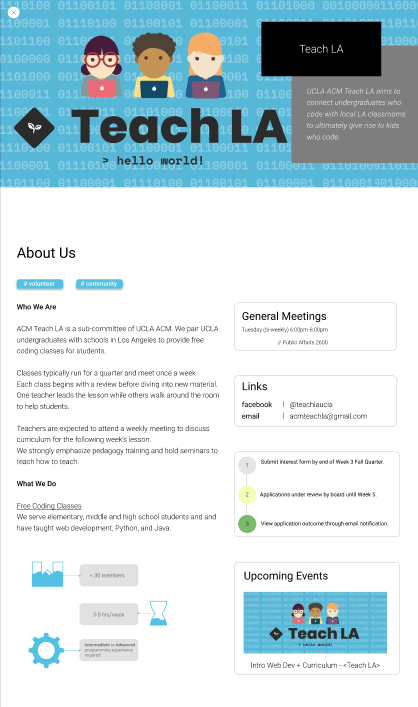 Teach LA
UCLA ACM Teach LA aims to
connect undergraduates who
code with local LA classrooms
to ultimately give rise to kids
who code.
Teach LA
> hello world!
About Us
# volunteer
# community
Who We Are
ACM Teach LA is a sub-committee of UCLA ACM. We pair UCLA
undergraduates with schools in Los Angeles to provide free
coding classes for students.
Classes typically run for a quarter and meet once a week
Each class begins with a review before diving into new material.
One teacher leads the lesson while others walk around the room
to help students.
Teachers are expected to attend a weekly meeting to discuss
curriculum for the following week's lesson.
We strongly emphasize pedagogy training and hold seminars to
teach how to teach.
What We Do
Free Coding Classes
We serve elementary, middle and high school students and and
have taught web development, Python, and Java.
< 30 members
3-5 hrs/week
Intermediate to Advanced
programming experience
required.
General Meetings
Tuesday (bi-weekly) 6:00pm-8:00pm
// Public Affairs 2600
Links
facebook | @teachlaucla
email | acmteachla@gmail.com
1 Submit interest form by end of Week 3 Fall Quarter.
2 Applications under review by board until Week 5.
3 View application outcome through email notification.
Upcoming Events
Teach LA
> hello world!
Intro Web Dev + Curriculum - <Teach LA>